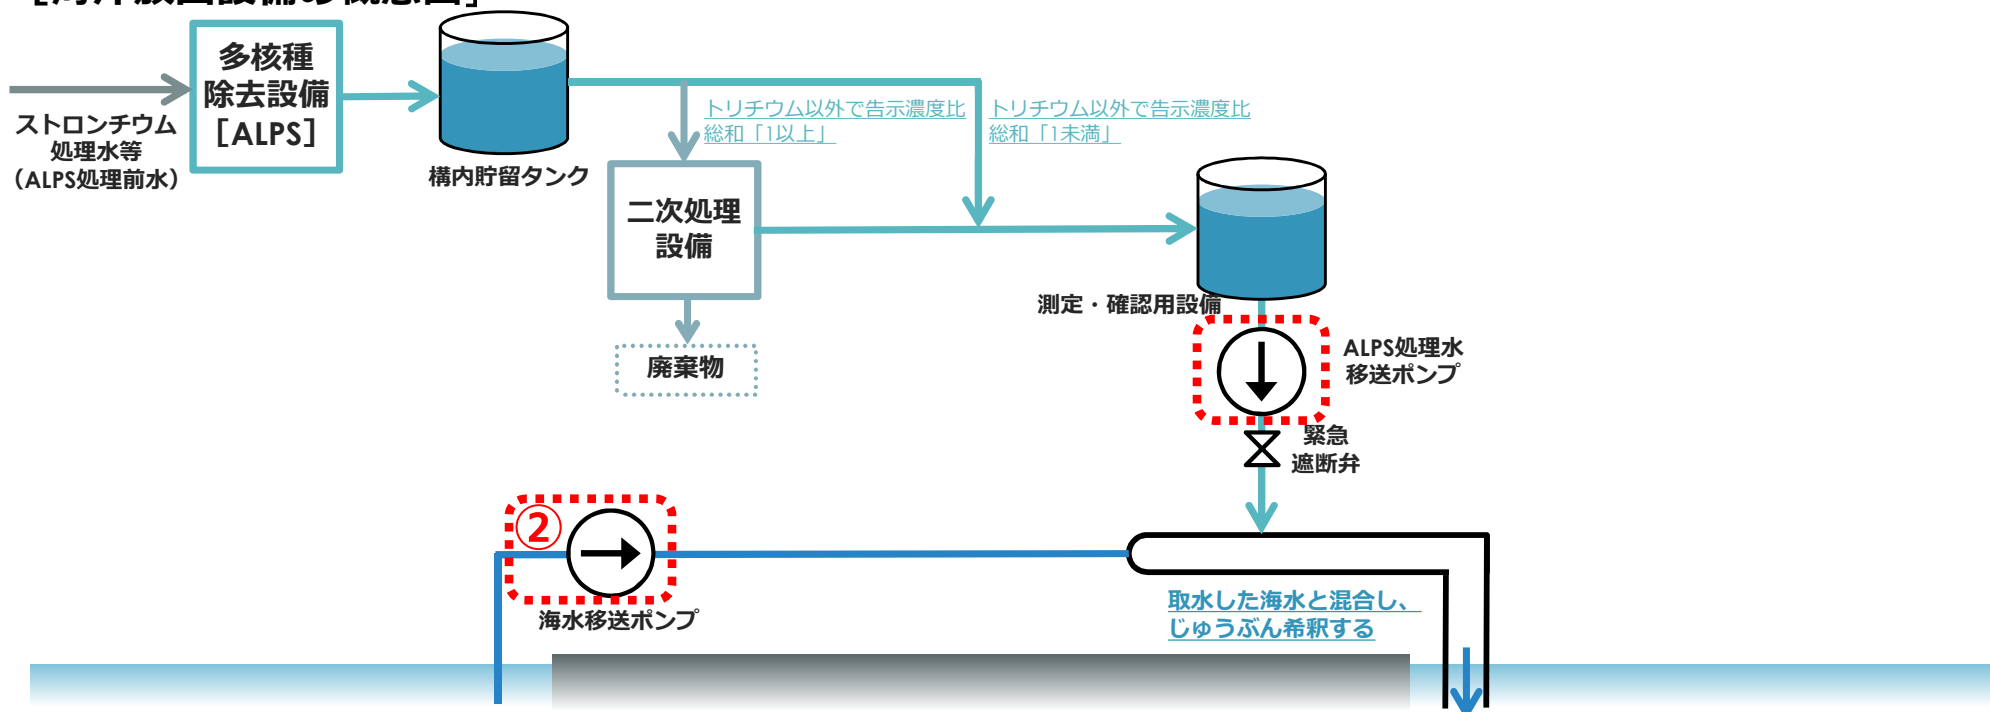 多核種
除去設備
［ALPS］
ストロンチウム
処理水等
（ALPS処理前水）
構内貯留タンク
トリチウム以外で告示濃度比
総和「1以上」
トリチウム以外で告示濃度比
総和「1未満」
二次処理
設備
廃棄物
測定・確認用設備
ALPS処理水
移送ポンプ
緊急
遮断弁
②
海水移送ポンプ
取水した海水と混合し、
じゅうぶん希釈する